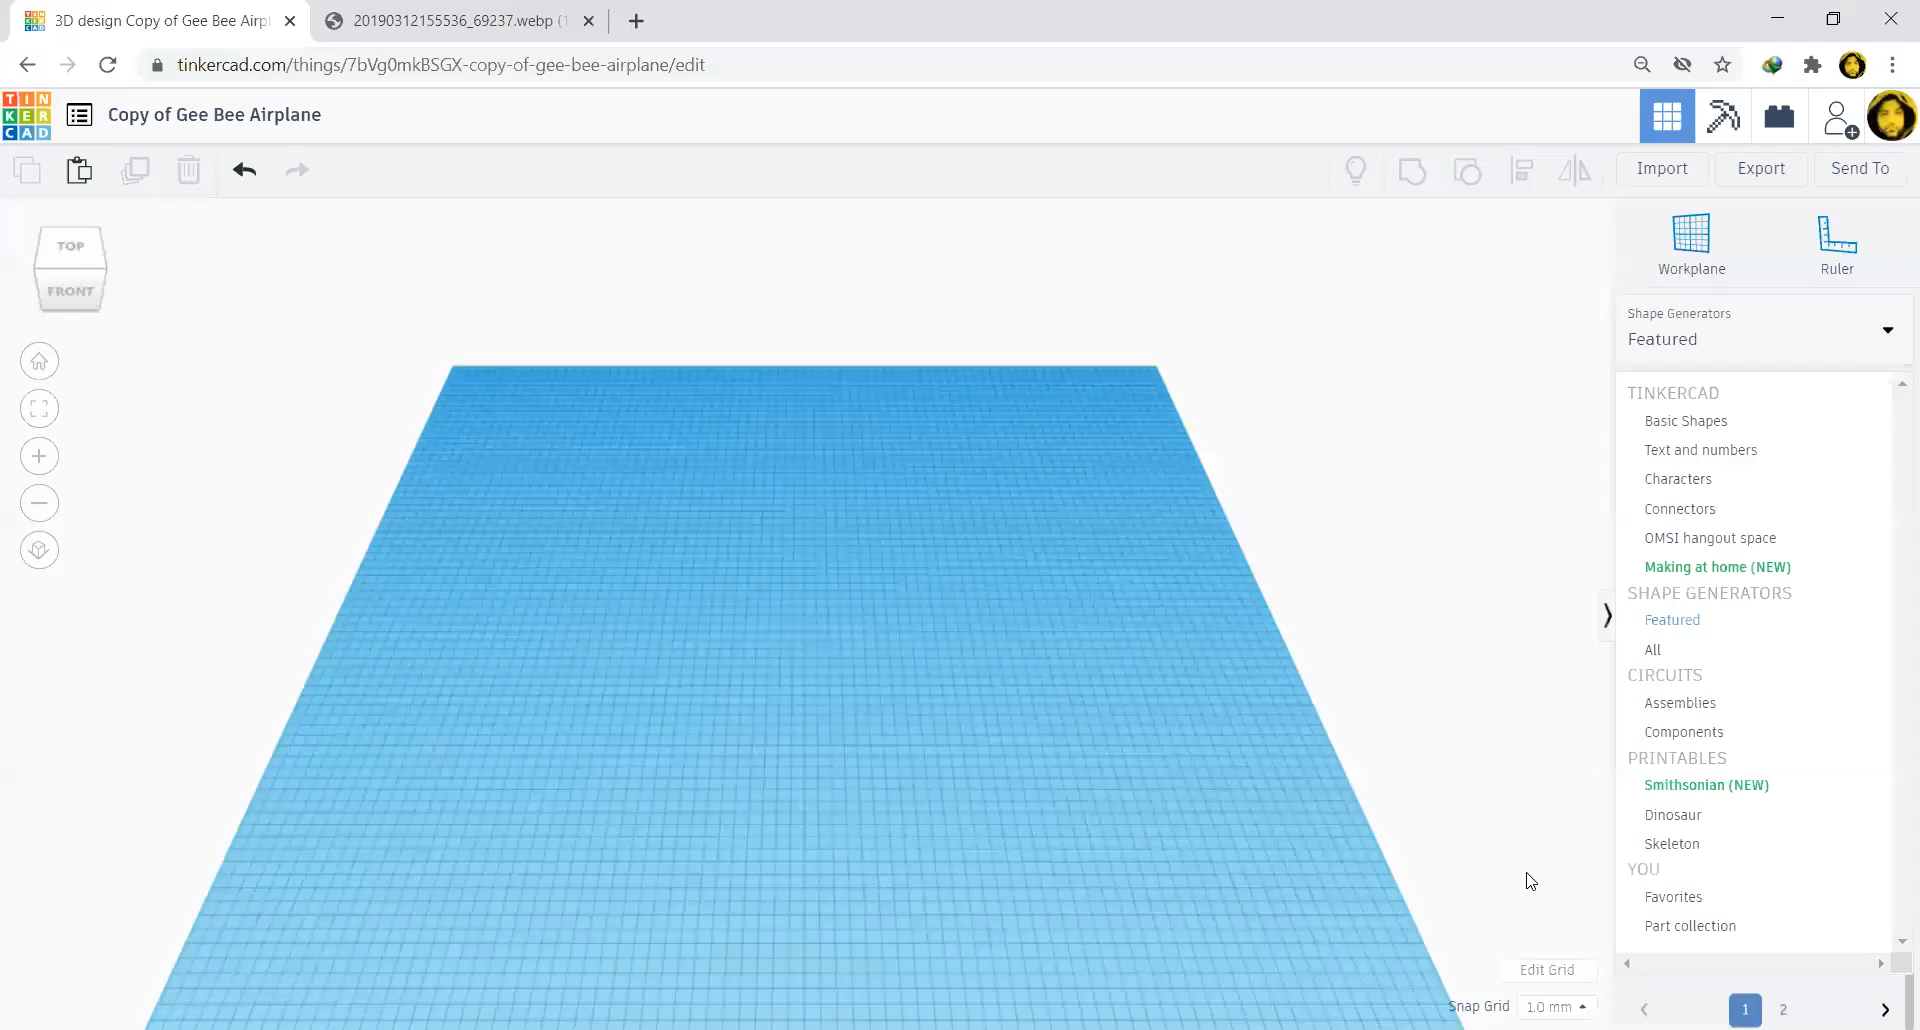 3D design Copy of Gee Bee Airpl
20190312155536_69237.webp (1
tinkercad.com/things/7bVg0mkBSGX-copy-of-gee-bee-airplane/edit
TIN
KER
CAD
Copy of Gee Bee Airplane
Import
Export
Send To
TOP
FRONT
Workplane
Ruler
Shape Generators
Featured
TINKERCAD
Basic Shapes
Text and numbers
Characters
Connectors
OMSI hangout space
Making at home (NEW)
SHAPE GENERATORS
Featured
All
CIRCUITS
Assemblies
Components
PRINTABLES
Smithsonian (NEW)
Dinosaur
Skeleton
YOU
Favorites
Part collection
Edit Grid
Snap Grid 1.0 mm
1 2